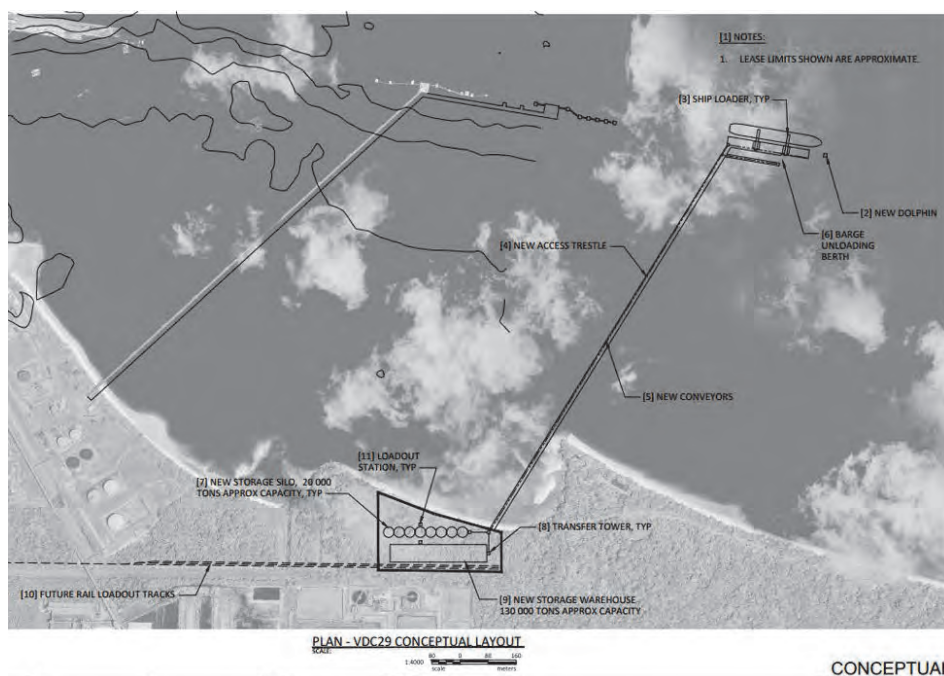 [1] NOTES:
1. LEASE LIMITS SHOWN ARE APPROXIMATE.
[3] SHIP LOADER, TYP
[2] NEW DOLPHIN
[6] BARGE
UNLOADING
BERTH
[4] NEW ACCESS TRESTLE
[5] NEW CONVEYORS
[11] LOADOUT
STATION, TYP
[7] NEW STORAGE SILO, 20 000
TONS APPROX CAPACITY, TYP
[8] TRANSFER TOWER, TYP
[10] FUTURE RAIL LOADOUT TRACKS
[9] NEW STORAGE WAREHOUSE
130 000 TONS APPROX CAPACITY
PLAN - VDC29 CONCEPTUAL LAYOUT
SCALE:
1:4000
80 0 80 160
scale meters
CONCEPTUAL